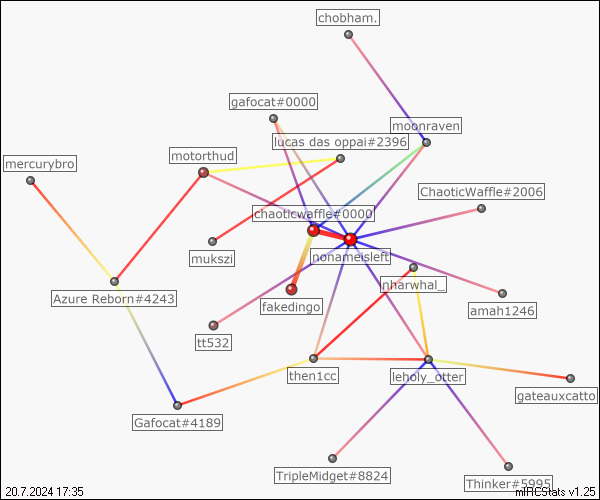 chobham.
gafocat#0000
moonraven
lucas das oppai#2396
motorthud
mercurybro
ChaoticWaffle#2006
chaoticwaffle#0000
mukszi
nonameisleft
nharwhal_
Azure Reborn#4243
fakedingo
amah1246
tt532
then1cc
leholy_otter
gateauxcatto
Gafocat#4189
TripleMidget#8824
Thinker#5995
20.7.2024 17:35
mIRCStats v1.25